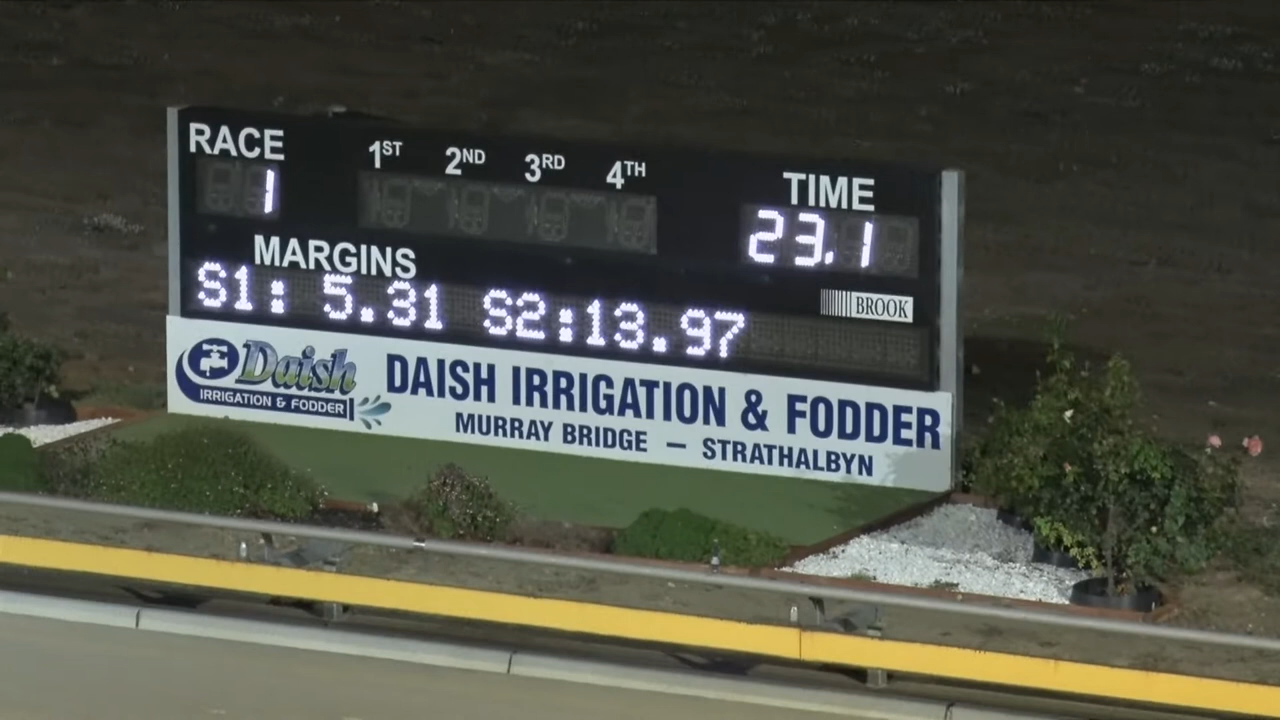 RACE 1ST 2ND 3RD 4TH TIME
1 23.1
MARGINS
S1: 5.31 S2:13.97
BROOK
Daish
IRRIGATION & FODDER
DAISH IRRIGATION & FODDER
MURRAY BRIDGE – STRATHALBYN